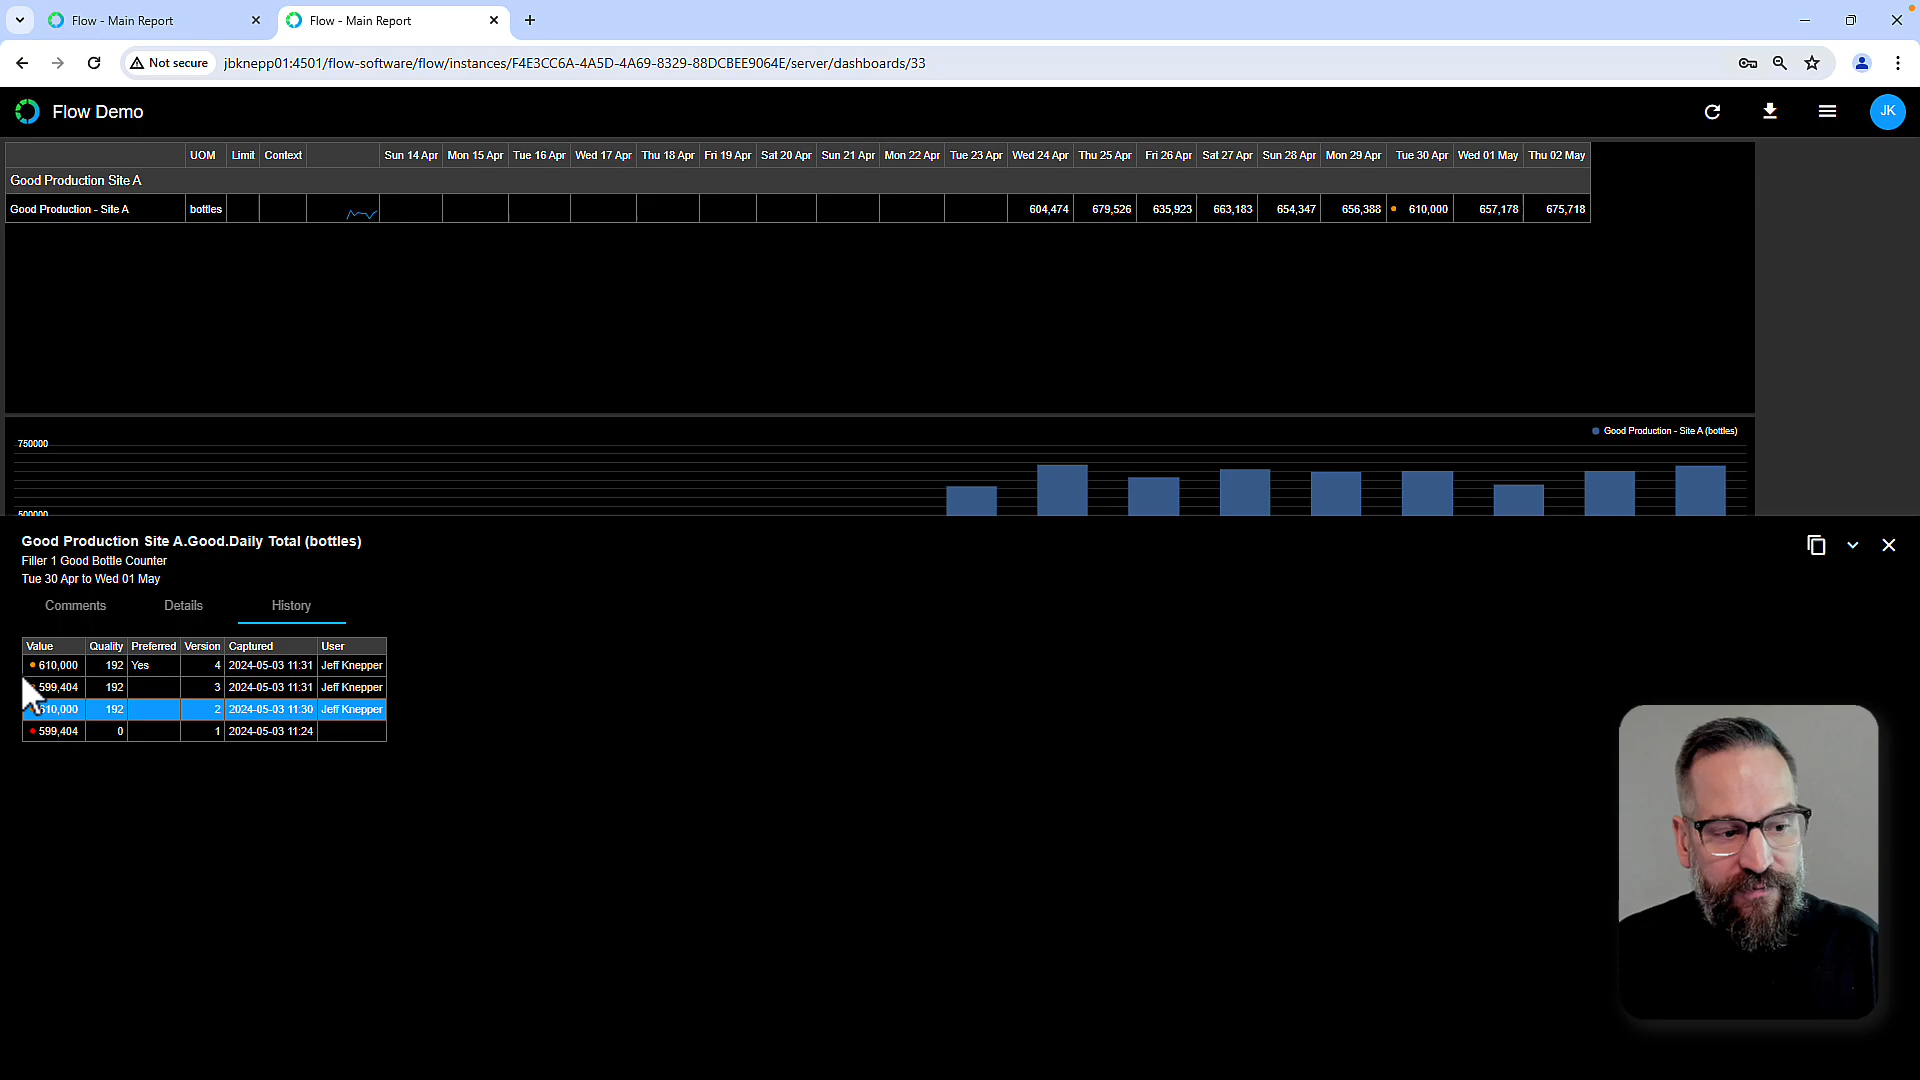 Flow - Main Report
Flow - Main Report
Not secure
jbknepp01:4501/flow-software/flow/instances/F4E3CC6A-4A5D-4A69-8329-88DCBEE9064E/server/dashboards/33
Flow Demo
JK
UOM Limit Context Sun 14 Apr Mon 15 Apr Tue 16 Apr Wed 17 Apr Thu 18 Apr Fri 19 Apr Sat 20 Apr Sun 21 Apr Mon 22 Apr Tue 23 Apr Wed 24 Apr Thu 25 Apr Fri 26 Apr Sat 27 Apr Sun 28 Apr Mon 29 Apr Tue 30 Apr Wed 01 May Thu 02 May
Good Production Site A
Good Production - Site A bottles 604,474 679,526 635,923 663,183 654,347 656,388 610,000 657,178 675,718
Good Production - Site A (bottles)
750000
500000
Good Production Site A.Good.Daily Total (bottles)
Filler 1 Good Bottle Counter
Tue 30 Apr to Wed 01 May
Comments Details History
Value Quality Preferred Version Captured User
610,000 192 Yes 4 2024-05-03 11:31 Jeff Knepper
599,404 192 3 2024-05-03 11:31 Jeff Knepper
610,000 192 2 2024-05-03 11:30 Jeff Knepper
599,404 0 1 2024-05-03 11:24